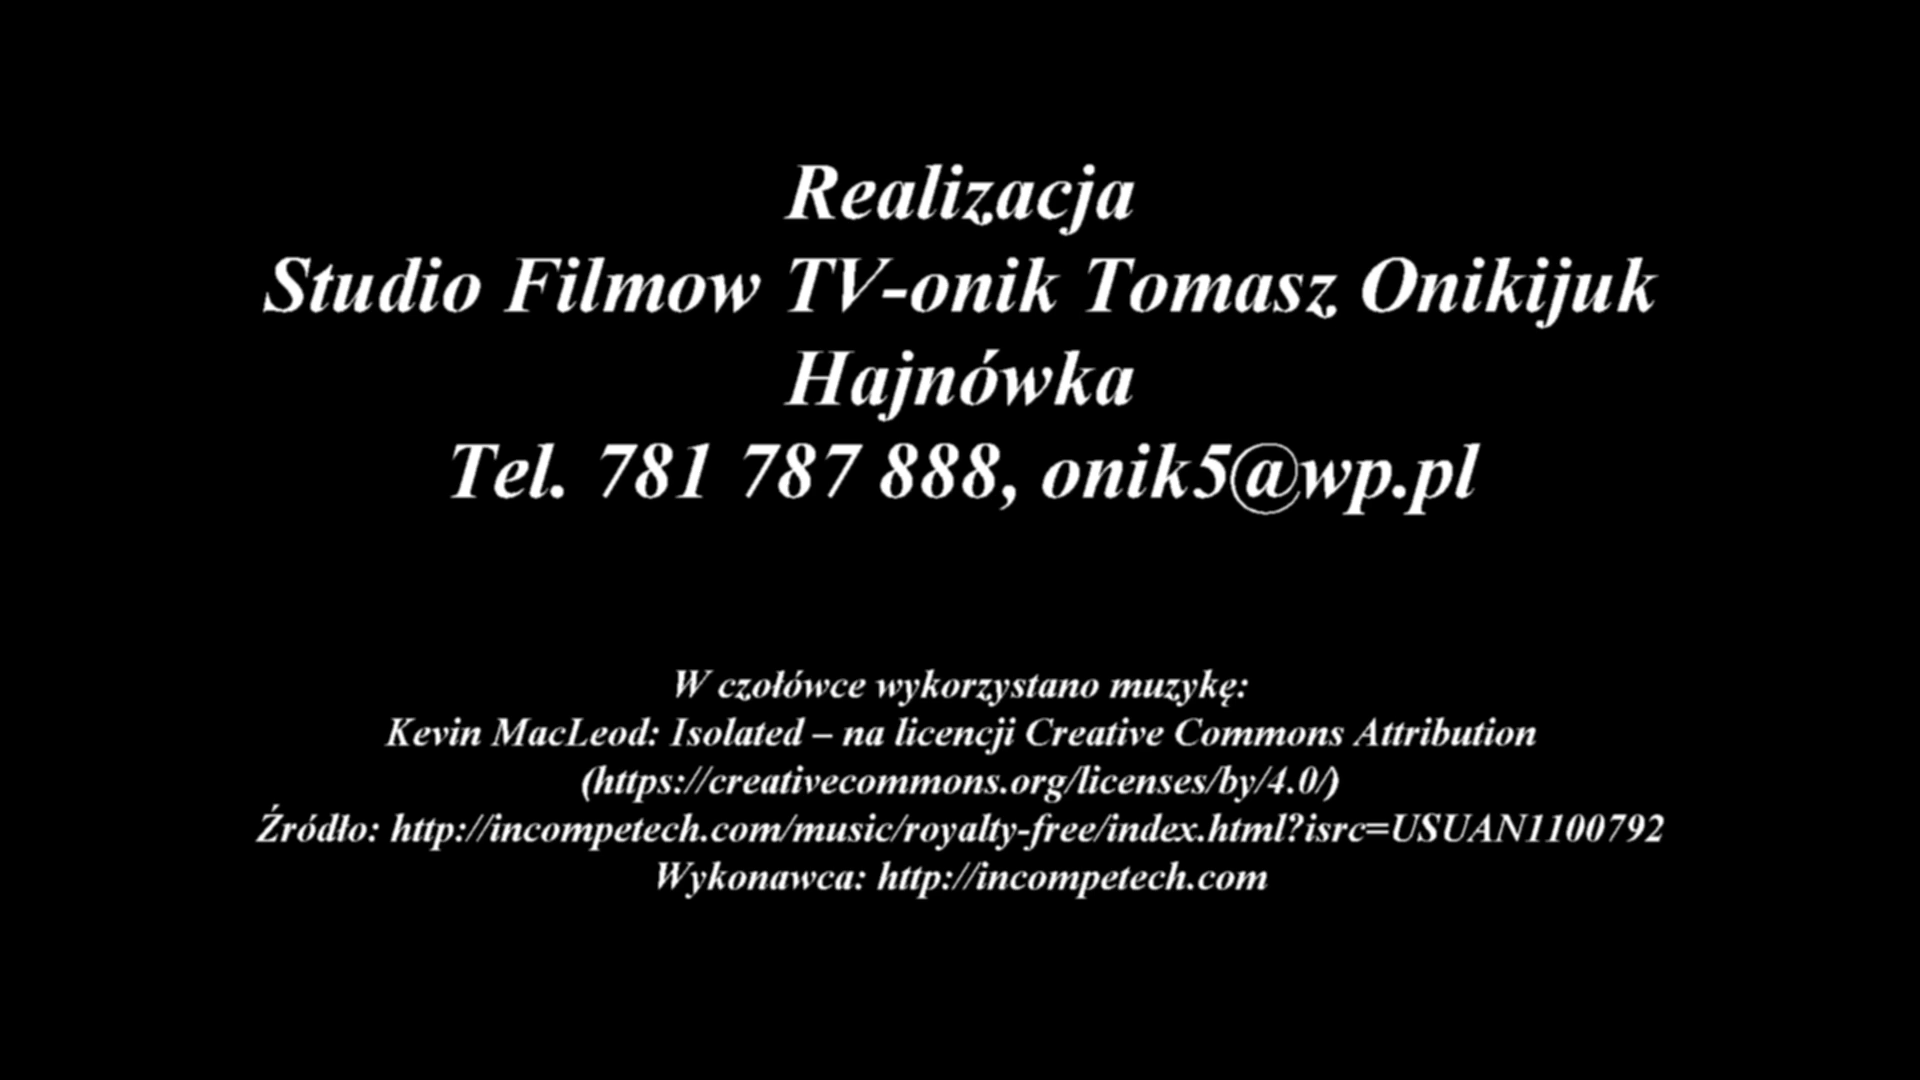 Realizacja
Studio Filmow TV-onik Tomasz Onikijuk
Hajnówka
Tel. 781 787 888, onik5@wp.pl
W czołówce wykorzystano muzykę:
Kevin MacLeod: Isolated – na licencji Creative Commons Attribution
(https://creativecommons.org/licenses/by/4.0/)
Źródło: http://incompetech.com/music/royalty-free/index.html?isrc=USUAN1100792
Wykonawca: http://incompetech.com